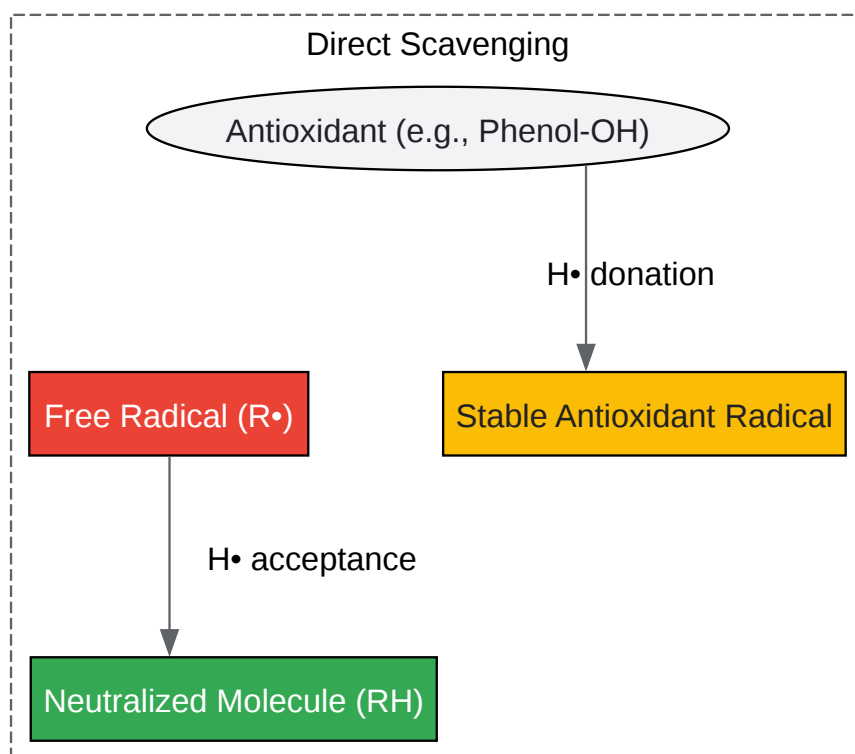 Direct Scavenging
Antioxidant (e.g., Phenol-OH)
H• donation
Free Radical (R•)
Stable Antioxidant Radical
H• acceptance
Neutralized Molecule (RH)